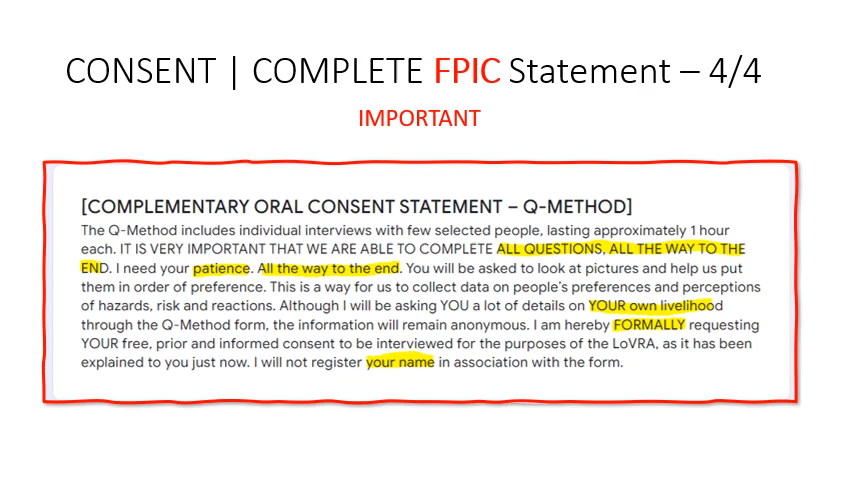 CONSENT | COMPLETE FPIC Statement – 4/4
IMPORTANT
[COMPLEMENTARY ORAL CONSENT STATEMENT – Q-METHOD]
The Q-Method includes individual interviews with few selected people, lasting approximately 1 hour
each. IT IS VERY IMPORTANT THAT WE ARE ABLE TO COMPLETE ALL QUESTIONS, ALL THE WAY TO THE
END. I need your patience. All the way to the end. You will be asked to look at pictures and help us put
them in order of preference. This is a way for us to collect data on people's preferences and perceptions
of hazards, risk and reactions. Although I will be asking YOU a lot of details on YOUR own livelihood
through the Q-Method form, the information will remain anonymous. I am hereby FORMALLY requesting
YOUR free, prior and informed consent to be interviewed for the purposes of the LoVRA, as it has been
explained to you just now. I will not register your name in association with the form.